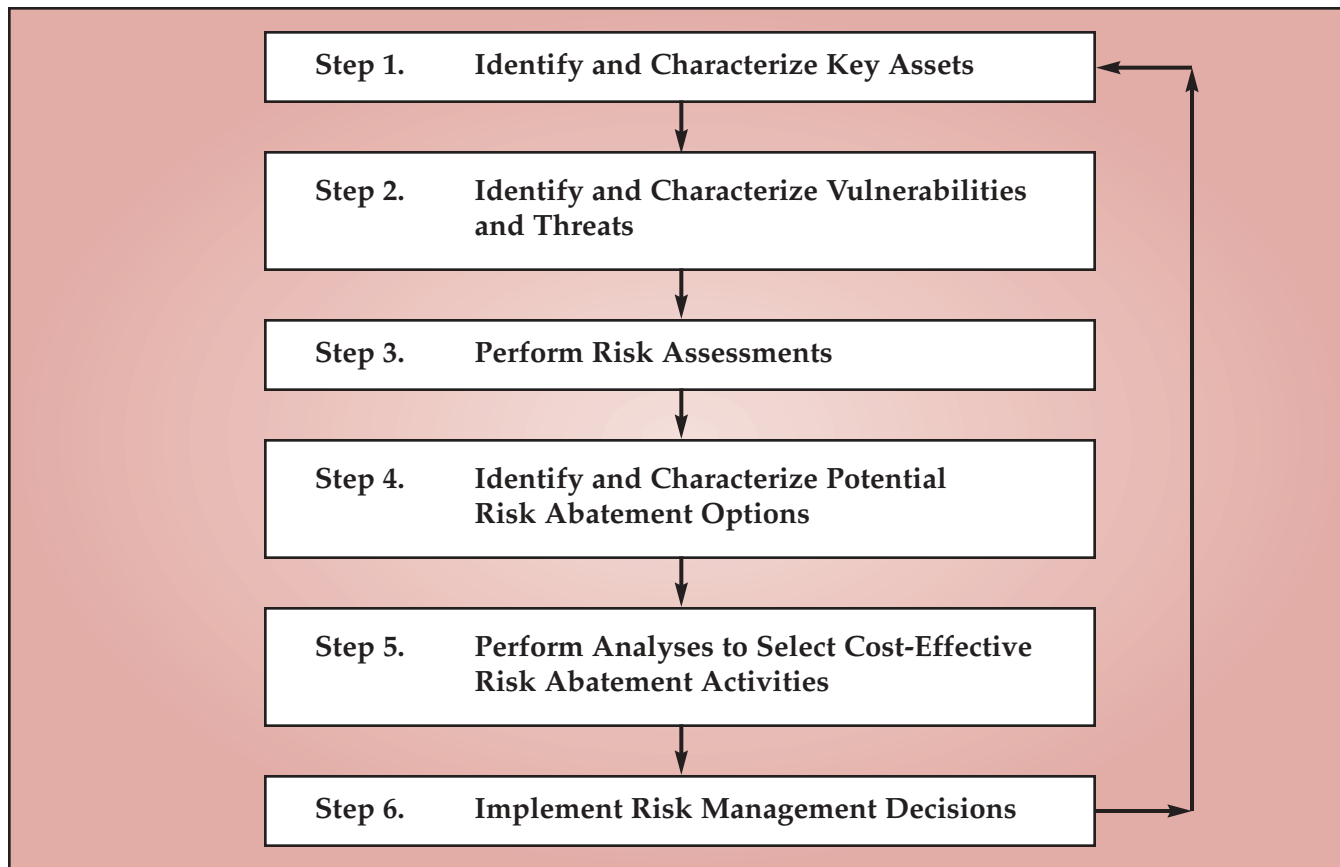 Step 1. Identify and Characterize Key Assets
Step 2. Identify and Characterize Vulnerabilities
and Threats
Step 3. Perform Risk Assessments
Step 4. Identify and Characterize Potential
Risk Abatement Options
Step 5. Perform Analyses to Select Cost-Effective
Risk Abatement Activities
Step 6. Implement Risk Management Decisions